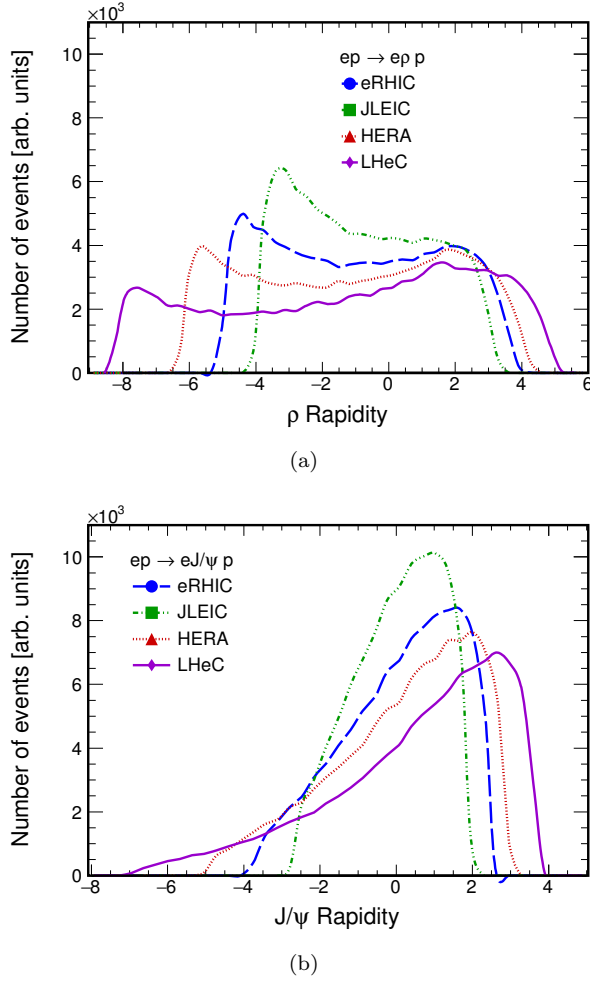 ×10³
10
8
6
4
2
0
Number of events [arb. units]
ep → eρ p
eRHIC
JLEIC
HERA
LHeC
−8 −6 −4 −2 0 2 4 6
ρ Rapidity
(a)
×10³
10
8
6
4
2
0
Number of events [arb. units]
ep → eJ/ψ p
eRHIC
JLEIC
HERA
LHeC
−8 −6 −4 −2 0 2 4
J/ψ Rapidity
(b)